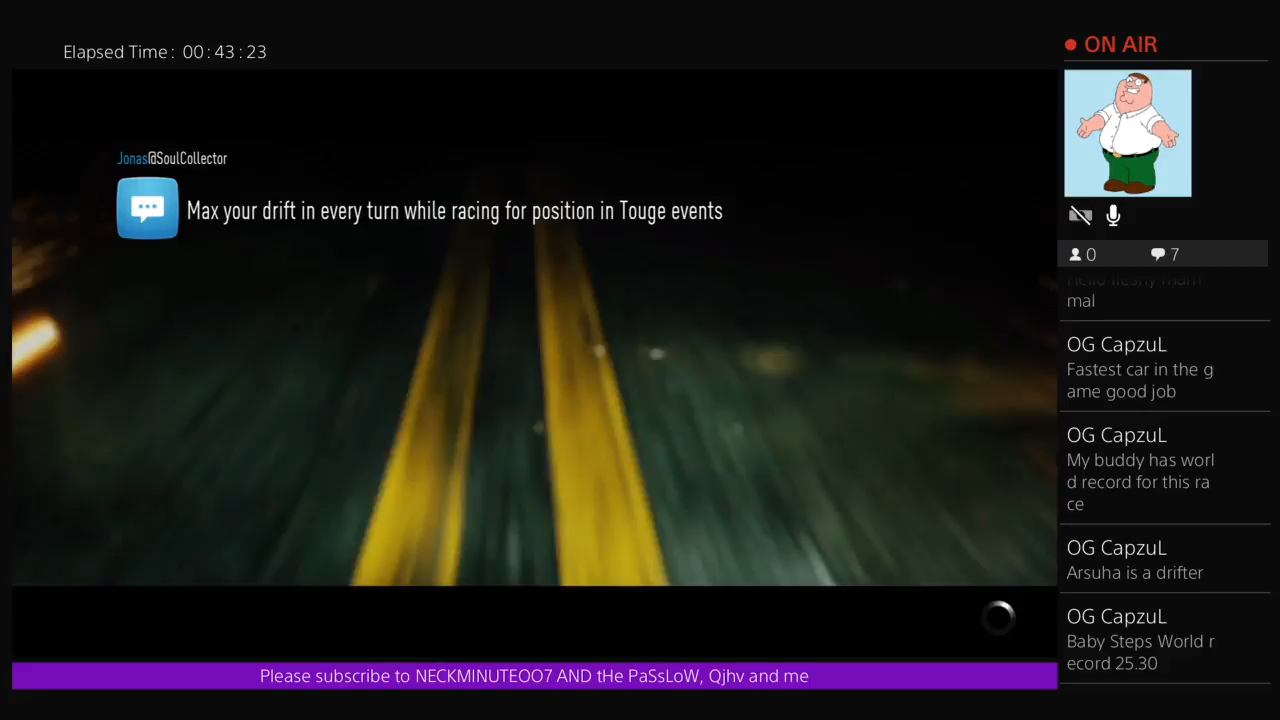 Elapsed Time: 00:43:23
ON AIR
Jonas@SoulCollector
Max your drift in every turn while racing for position in Touge events
0
7
mal
OG CapzuL
Fastest car in the g
ame good job
OG CapzuL
My buddy has worl
d record for this ra
ce
OG CapzuL
Arsuha is a drifter
OG CapzuL
Baby Steps World r
ecord 25.30
Please subscribe to NECKMINUTEOO7 AND tHe PaSsLoW, Qjhv and me